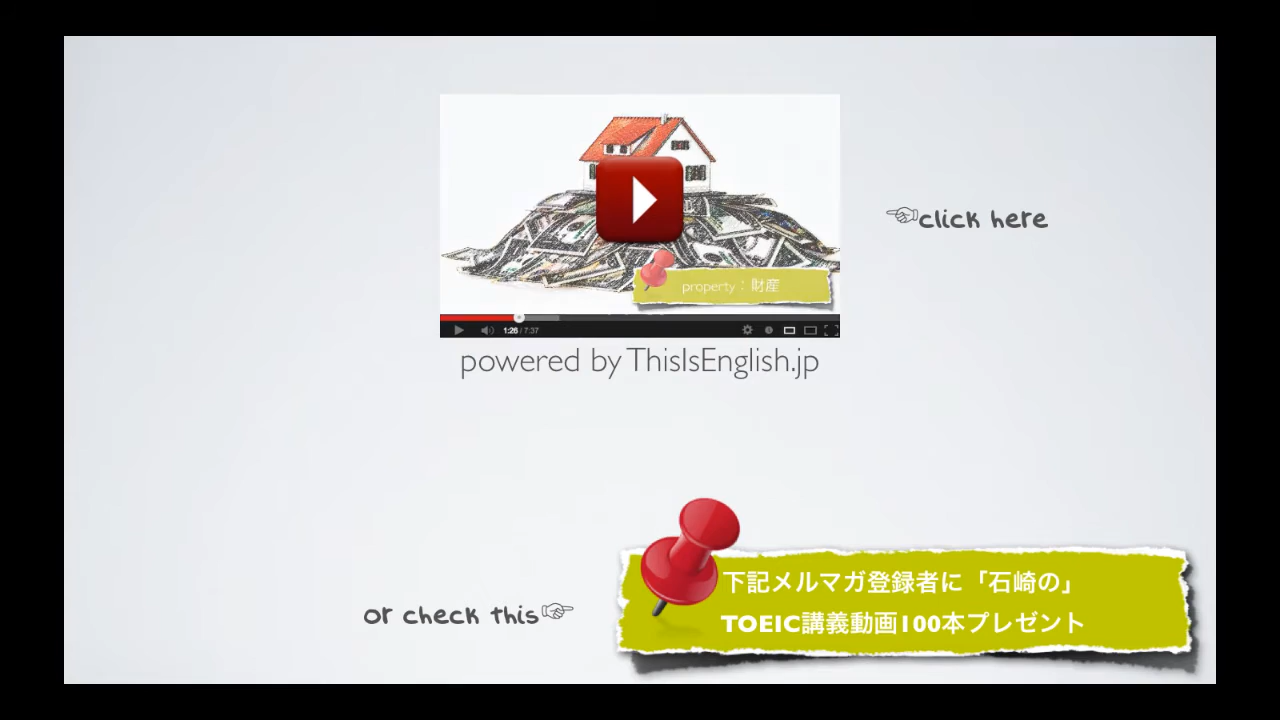 property：財産
1:26 / 7:37
☜click here
powered by ThisIsEnglish.jp
or check this☞
下記メルマガ登録者に「石崎の」
TOEIC講義動画100本プレゼント